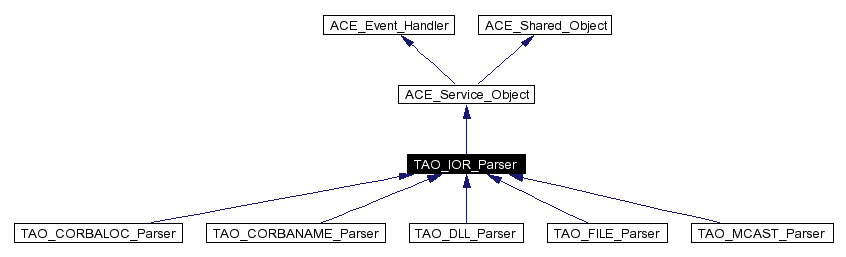 ACE_Event_Handler ACE_Shared_Object
ACE_Service_Object
TAO_IOR_Parser
TAO_CORBALOC_Parser TAO_CORBANAME_Parser TAO_DLL_Parser TAO_FILE_Parser TAO_MCAST_Parser